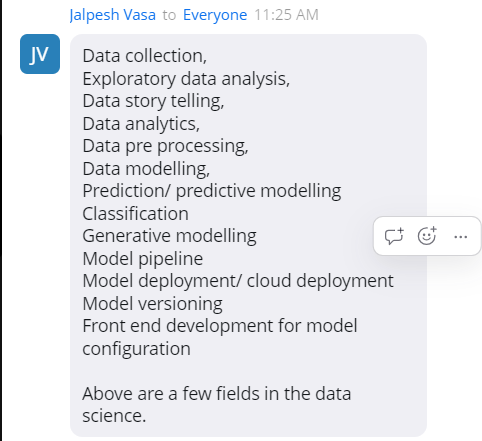 Jalpesh Vasa to Everyone 11:25 AM
JV
Data collection,
Exploratory data analysis,
Data story telling,
Data analytics,
Data pre processing,
Data modelling,
Prediction/ predictive modelling
Classification
Generative modelling
Model pipeline
Model deployment/ cloud deployment
Model versioning
Front end development for model
configuration
Above are a few fields in the data
science.